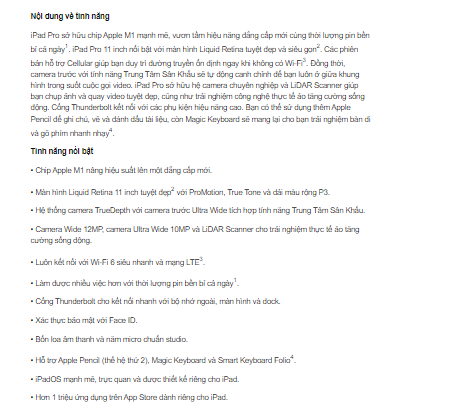 Nội dung về tính năng
iPad Pro sở hữu chip Apple M1 mạnh mẽ, vươn tầm hiệu năng đẳng cấp mới cùng thời lượng pin bền
bỉ cả ngày¹. iPad Pro 11 inch nổi bật với màn hình Liquid Retina tuyệt đẹp và siêu gọn². Các phiên
bản hỗ trợ Cellular giúp bạn duy trì đường truyền ổn định ngay khi không có Wi-Fi³. Đồng thời,
camera trước với tính năng Trung Tâm Sân Khấu sẽ tự động canh chỉnh để bạn luôn ở giữa khung
hình trong suốt cuộc gọi video. iPad Pro sở hữu hệ camera chuyên nghiệp và LiDAR Scanner giúp
bạn chụp ảnh và quay video tuyệt đẹp, cũng như trải nghiệm công nghệ thực tế ảo tăng cường sống
động. Cổng Thunderbolt kết nối với các phụ kiện hiệu năng cao. Bạn có thể sử dụng thêm Apple
Pencil để ghi chú, vẽ và đánh dấu tài liệu, còn Magic Keyboard sẽ mang lại cho bạn trải nghiệm bàn di
và gõ phím nhanh nhạy⁴.
Tính năng nổi bật
• Chip Apple M1 nâng hiệu suất lên một đẳng cấp mới.
• Màn hình Liquid Retina 11 inch tuyệt đẹp² với ProMotion, True Tone và dải màu rộng P3.
• Hệ thống camera TrueDepth với camera trước Ultra Wide tích hợp tính năng Trung Tâm Sân Khấu.
• Camera Wide 12MP, camera Ultra Wide 10MP và LiDAR Scanner cho trải nghiệm thực tế ảo tăng
cường sống động.
• Luôn kết nối với Wi-Fi 6 siêu nhanh và mạng LTE³.
• Làm được nhiều việc hơn với thời lượng pin bền bỉ cả ngày¹.
• Cổng Thunderbolt cho kết nối nhanh với bộ nhớ ngoài, màn hình và dock.
• Xác thực bảo mật với Face ID.
• Bốn loa âm thanh và năm micro chuẩn studio.
• Hỗ trợ Apple Pencil (thế hệ thứ 2), Magic Keyboard và Smart Keyboard Folio⁴.
• iPadOS mạnh mẽ, trực quan và được thiết kế riêng cho iPad.
• Hơn 1 triệu ứng dụng trên App Store dành riêng cho iPad.